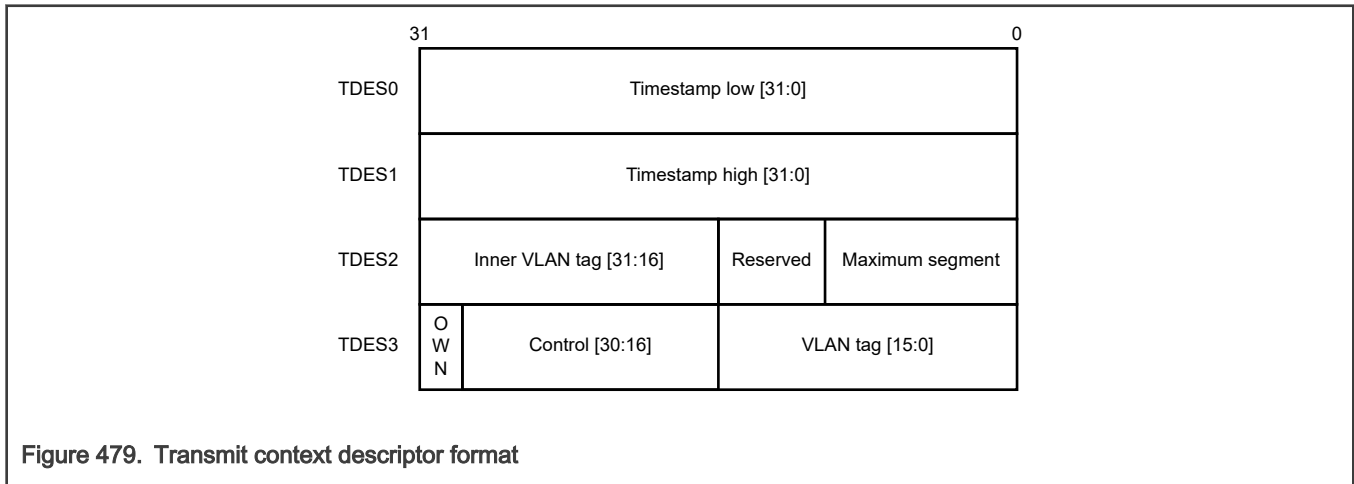 31 0
TDES0 Timestamp low [31:0]
TDES1 Timestamp high [31:0]
TDES2 Inner VLAN tag [31:16] Reserved Maximum segment
TDES3 OWN Control [30:16] VLAN tag [15:0]
Figure 479. Transmit context descriptor format